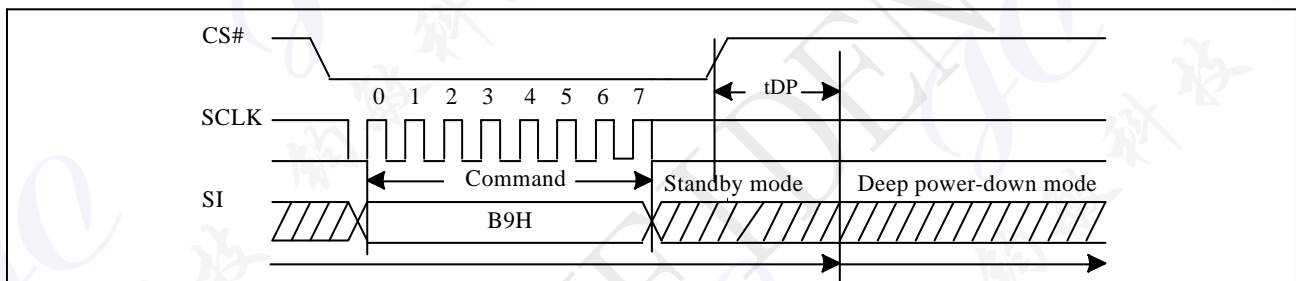 CS#
tDP
0 1 2 3 4 5 6 7
SCLK
Command
Standby mode
Deep power-down mode
SI
B9H